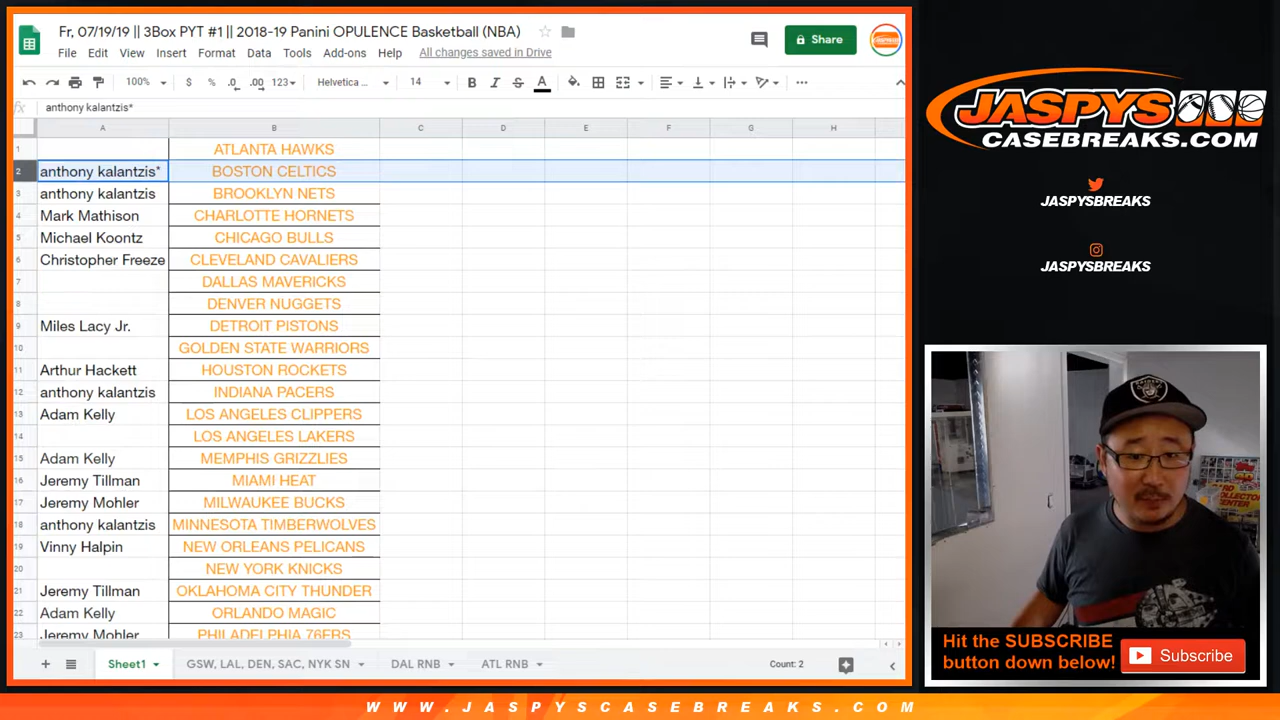 Fr, 07/19/19 || 3Box PYT #1 || 2018-19 Panini OPULENCE Basketball (NBA)
File Edit View Insert Format Data Tools Add-ons Help All changes saved in Drive
Share
100% $ % .0 .00 123 Helvetica ... 14 B I S A
fx anthony kalantzis*
A B C D E F G H
1 ATLANTA HAWKS
2 anthony kalantzis* BOSTON CELTICS
3 anthony kalantzis BROOKLYN NETS
4 Mark Mathison CHARLOTTE HORNETS
5 Michael Koontz CHICAGO BULLS
6 Christopher Freeze CLEVELAND CAVALIERS
7 DALLAS MAVERICKS
8 DENVER NUGGETS
9 Miles Lacy Jr. DETROIT PISTONS
10 GOLDEN STATE WARRIORS
11 Arthur Hackett HOUSTON ROCKETS
12 anthony kalantzis INDIANA PACERS
13 Adam Kelly LOS ANGELES CLIPPERS
14 LOS ANGELES LAKERS
15 Adam Kelly MEMPHIS GRIZZLIES
16 Jeremy Tillman MIAMI HEAT
17 Jeremy Mohler MILWAUKEE BUCKS
18 anthony kalantzis MINNESOTA TIMBERWOLVES
19 Vinny Halpin NEW ORLEANS PELICANS
20 NEW YORK KNICKS
21 Jeremy Tillman OKLAHOMA CITY THUNDER
22 Adam Kelly ORLANDO MAGIC
23 Jeremy Mohler PHILADELPHIA 76ERS
Sheet1 GSW, LAL, DEN, SAC, NYK SN DAL RNB ATL RNB Count: 2
JASPYS
CASEBREAKS.COM
JASPYSBREAKS
JASPYSBREAKS
RAIDERS
Hit the SUBSCRIBE
button down below!
Subscribe
WWW.JASPYSCASEBREAKS.COM